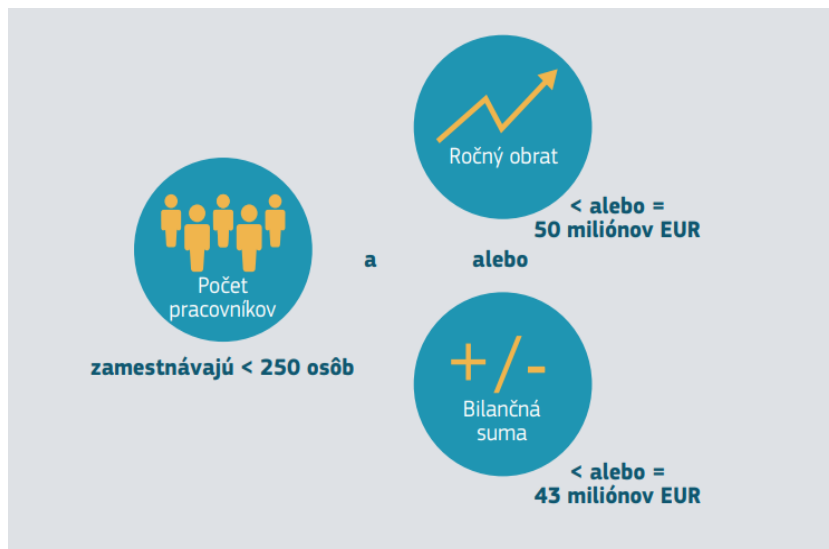 Ročný obrat
< alebo =
50 miliónov EUR
Počet
pracovníkov
zamestnávajú < 250 osôb
a
alebo
+/-
Bilančná
suma
< alebo =
43 miliónov EUR